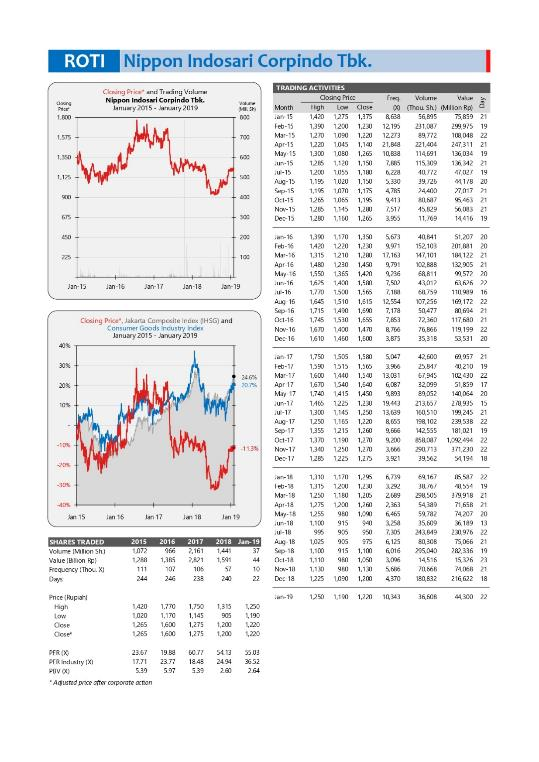 ROTI Nippon Indosari Corpindo Tbk.
Closing Price* and Trading Volume
Nippon Indosari Corpindo Tbk.
January 2015 - January 2019
Closing Price*
Volume (Mill. Sh)
1,800 800
1,575 700
1,350 600
1,125 500
900 400
675 300
450 200
225 100
Jan-15 Jan-16 Jan-17 Jan-18 Jan-19
Closing Price*, Jakarta Composite Index (IHSG) and
Consumer Goods Industry Index
January 2015 - January 2019
40%
30%
24.6%
20%
20.7%
10%
-
-10%
-11.3%
-20%
-30%
-40%
Jan 15 Jan 16 Jan 17 Jan 18 Jan 19
SHARES TRADED 2015 2016 2017 2018 Jan-19
Volume (Million Sh.) 1,072 966 2,161 1,441 37
Value (Billion Rp) 1,288 1,385 2,821 1,591 44
Frequency (Thou. X) 111 107 106 57 10
Days 244 246 238 240 22
Price (Rupiah)
High 1,420 1,770 1,750 1,315 1,250
Low 1,020 1,170 1,145 905 1,190
Close 1,265 1,600 1,275 1,200 1,220
Close* 1,265 1,600 1,275 1,200 1,220
PER (X) 23.67 19.88 60.77 54.13 55.03
PER Industry (X) 17.71 23.77 18.48 24.94 36.52
PBV (X) 5.39 5.97 5.39 2.60 2.64
* Adjusted price after corporate action
TRADING ACTIVITIES
Closing Price Freq. Volume Value Day
Month High Low Close (X) (Thou. Sh.) (Million Rp)
Jan-15 1,420 1,275 1,375 8,638 56,895 75,859 21
Feb-15 1,390 1,200 1,230 12,195 231,087 299,975 19
Mar-15 1,270 1,090 1,220 12,273 89,772 108,048 22
Apr-15 1,220 1,045 1,140 21,848 221,404 247,311 21
May-15 1,300 1,080 1,265 10,838 114,691 136,034 19
Jun-15 1,285 1,120 1,150 7,885 115,309 136,342 21
Jul-15 1,200 1,055 1,180 6,228 40,772 47,027 19
Aug-15 1,195 1,020 1,150 5,330 39,726 44,178 20
Sep-15 1,195 1,070 1,175 4,785 24,400 27,017 21
Oct-15 1,265 1,065 1,195 9,413 80,687 95,463 21
Nov-15 1,285 1,145 1,280 7,517 45,829 56,083 21
Dec-15 1,280 1,160 1,265 3,955 11,769 14,416 19
Jan-16 1,390 1,170 1,350 5,673 40,841 51,207 20
Feb-16 1,420 1,220 1,230 9,971 152,103 201,881 20
Mar-16 1,315 1,210 1,280 17,163 147,101 184,122 21
Apr-16 1,480 1,230 1,450 9,791 102,888 132,905 21
May-16 1,550 1,365 1,420 9,236 68,811 99,572 20
Jun-16 1,625 1,400 1,580 7,502 43,012 63,626 22
Jul-16 1,770 1,500 1,565 7,188 68,759 110,989 16
Aug-16 1,645 1,510 1,615 12,554 107,256 169,172 22
Sep-16 1,715 1,490 1,690 7,178 50,477 80,694 21
Oct-16 1,745 1,530 1,655 7,853 72,360 117,680 21
Nov-16 1,670 1,400 1,470 8,766 76,866 119,199 22
Dec-16 1,610 1,460 1,600 3,875 35,318 53,531 20
Jan-17 1,750 1,505 1,580 5,047 42,600 69,957 21
Feb-17 1,590 1,515 1,565 3,966 25,847 40,210 19
Mar-17 1,600 1,440 1,540 13,031 67,945 102,430 22
Apr-17 1,670 1,540 1,640 6,087 32,099 51,859 17
May-17 1,740 1,415 1,450 9,893 89,052 140,064 20
Jun-17 1,465 1,225 1,230 19,443 213,657 278,935 15
Jul-17 1,300 1,145 1,250 13,639 160,510 199,245 21
Aug-17 1,250 1,165 1,220 8,655 198,102 239,538 22
Sep-17 1,355 1,215 1,260 9,666 142,555 181,021 19
Oct-17 1,370 1,190 1,270 9,200 858,087 1,092,494 22
Nov-17 1,340 1,250 1,270 3,666 290,713 371,230 22
Dec-17 1,285 1,225 1,275 3,921 39,562 54,194 18
Jan-18 1,310 1,170 1,295 6,739 69,167 85,587 22
Feb-18 1,315 1,200 1,230 3,392 38,767 48,554 19
Mar-18 1,250 1,180 1,205 2,689 298,505 379,918 21
Apr-18 1,275 1,200 1,260 2,363 54,389 71,658 21
May-18 1,255 980 1,090 6,465 59,782 74,207 20
Jun-18 1,100 915 940 3,258 35,609 36,189 13
Jul-18 995 905 950 7,305 243,849 230,976 22
Aug-18 1,025 905 975 6,125 80,308 75,066 21
Sep-18 1,100 915 1,100 6,016 295,040 282,336 19
Oct-18 1,110 980 1,050 3,096 14,516 15,326 23
Nov-18 1,130 980 1,130 5,686 70,668 74,068 21
Dec-18 1,225 1,090 1,200 4,370 180,832 216,622 18
Jan-19 1,250 1,190 1,220 10,343 36,608 44,300 22